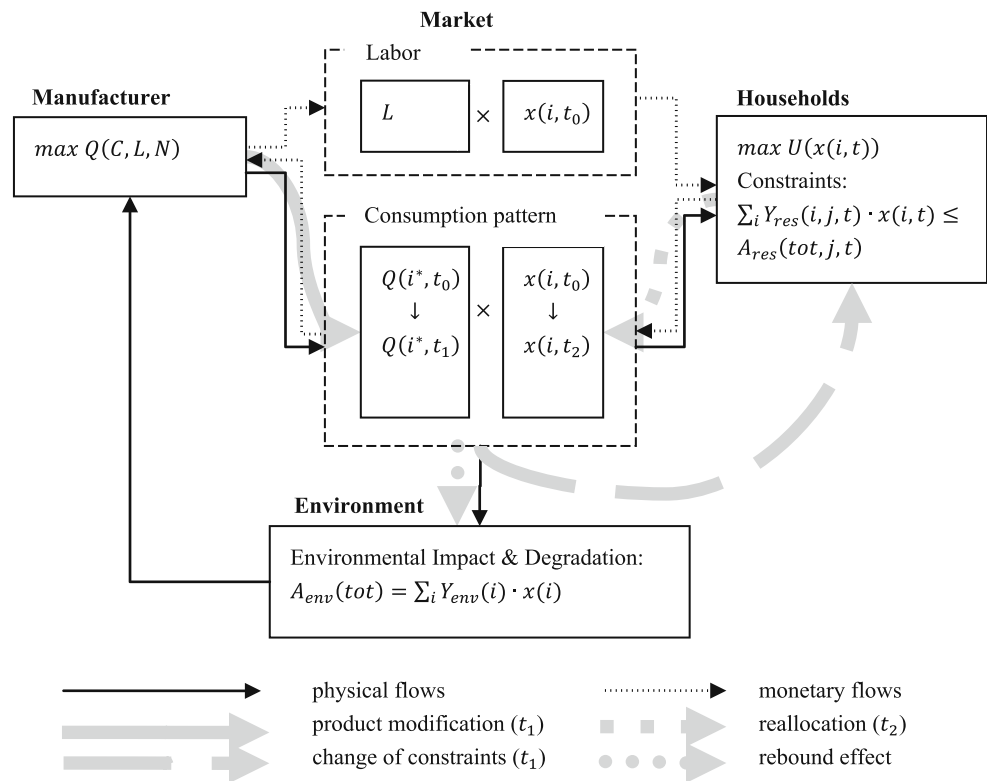 Market
Labor
L × x(i, t₀)
Manufacturer
max Q(C, L, N)
Households
max U(x(i, t))
Constraints:
∑ᵢ Y_res(i, j, t) · x(i, t) ≤
A_res(tot, j, t)
Consumption pattern
Q(i*, t₀) x(i, t₀)
↓ × ↓
Q(i*, t₁) x(i, t₂)
Environment
Environmental Impact & Degradation:
A_env(tot) = ∑ᵢ Y_env(i) · x(i)
physical flows
product modification (t₁)
change of constraints (t₁)
monetary flows
reallocation (t₂)
rebound effect